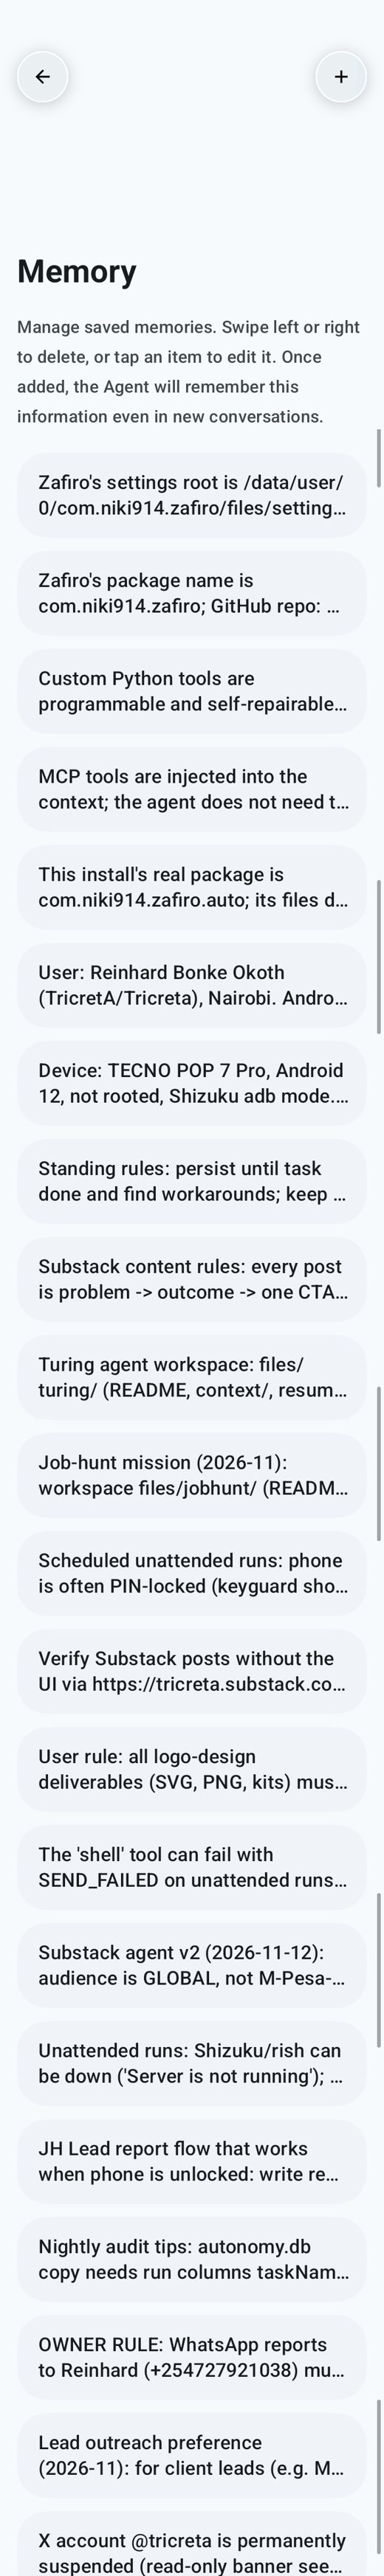 Memory
Manage saved memories. Swipe left or right
to delete, or tap an item to edit it. Once
added, the Agent will remember this
information even in new conversations.
Zafiro's settings root is /data/user/
0/com.niki914.zafiro/files/setting…
Zafiro's package name is
com.niki914.zafiro; GitHub repo: …
Custom Python tools are
programmable and self-repairable…
MCP tools are injected into the
context; the agent does not need t…
This install's real package is
com.niki914.zafiro.auto; its files d…
User: Reinhard Bonke Okoth
(TricretA/Tricreta), Nairobi. Andro…
Device: TECNO POP 7 Pro, Android
12, not rooted, Shizuku adb mode.…
Standing rules: persist until task
done and find workarounds; keep …
Substack content rules: every post
is problem -> outcome -> one CTA…
Turing agent workspace: files/
turing/ (README, context/, resum…
Job-hunt mission (2026-11):
workspace files/jobhunt/ (READM…
Scheduled unattended runs: phone
is often PIN-locked (keyguard sho…
Verify Substack posts without the
UI via https://tricreta.substack.co…
User rule: all logo-design
deliverables (SVG, PNG, kits) mus…
The 'shell' tool can fail with
SEND_FAILED on unattended runs…
Substack agent v2 (2026-11-12):
audience is GLOBAL, not M-Pesa-…
Unattended runs: Shizuku/rish can
be down ('Server is not running'); …
JH Lead report flow that works
when phone is unlocked: write re…
Nightly audit tips: autonomy.db
copy needs run columns taskNam…
OWNER RULE: WhatsApp reports
to Reinhard (+254727921038) mu…
Lead outreach preference
(2026-11): for client leads (e.g. M…
X account @tricreta is permanently
suspended (read-only banner see…